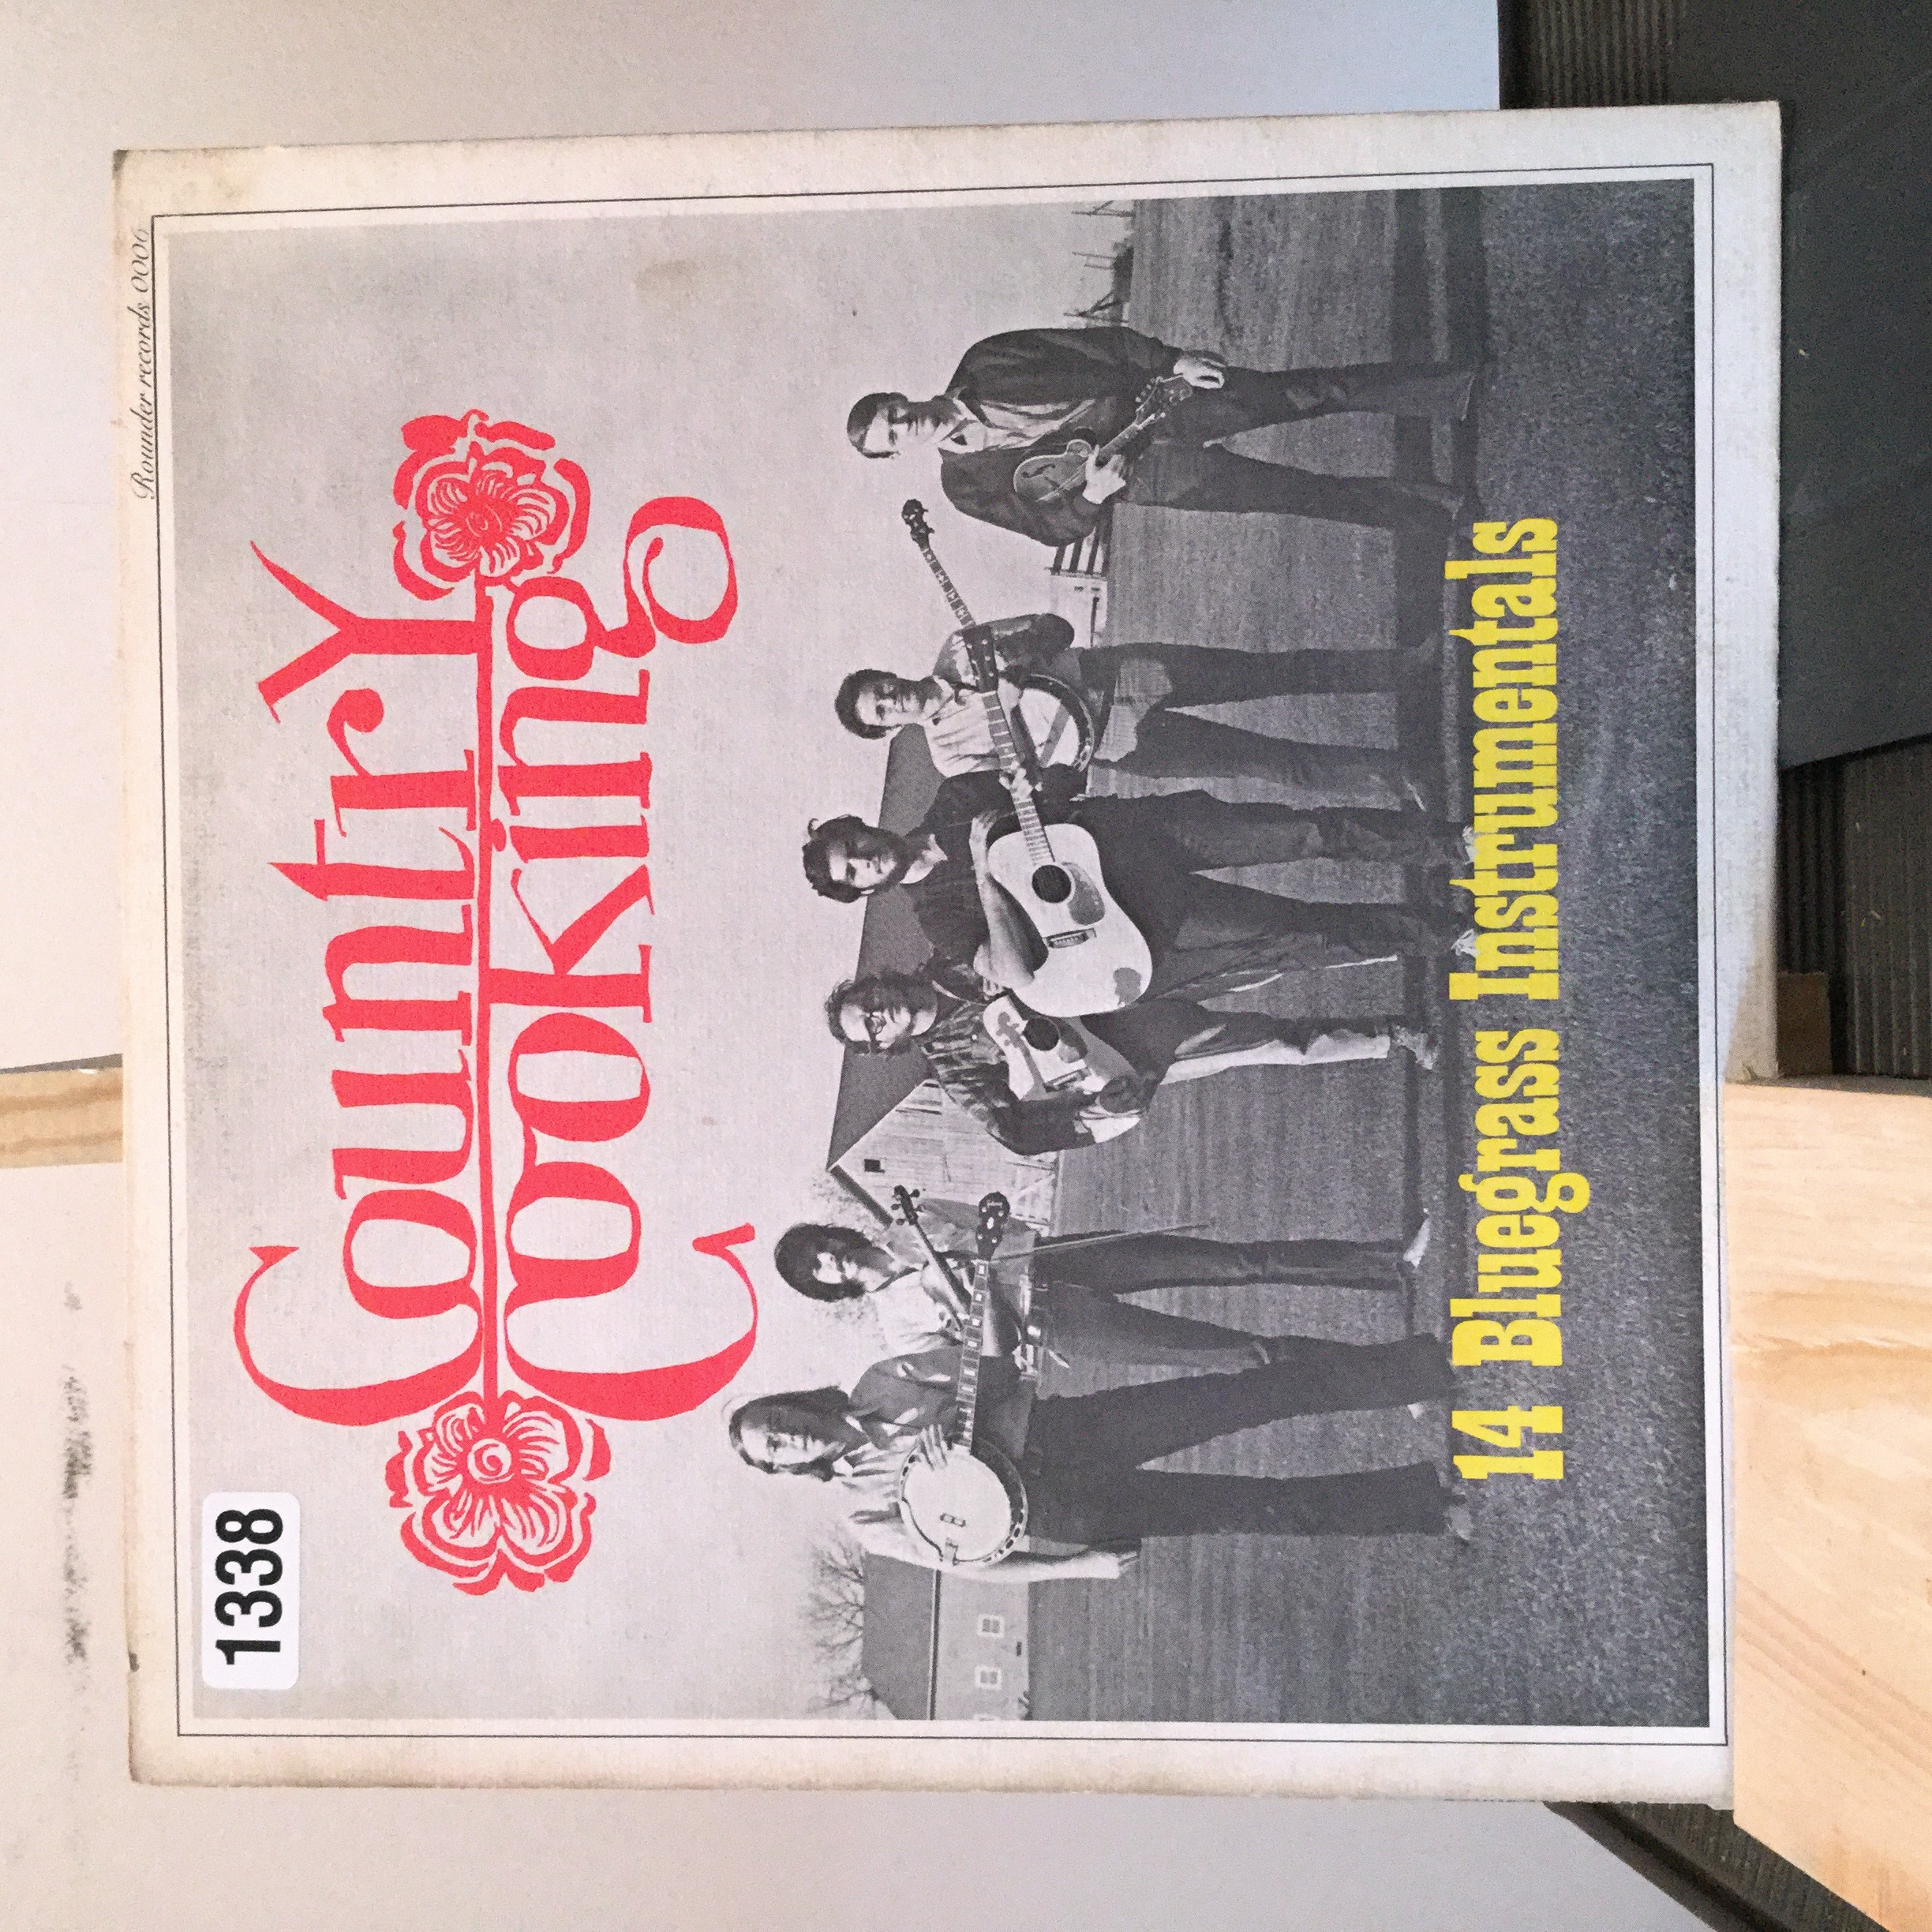 Rounder records 0006
1338
Country
Cooking
14 Bluegrass Instrumentals